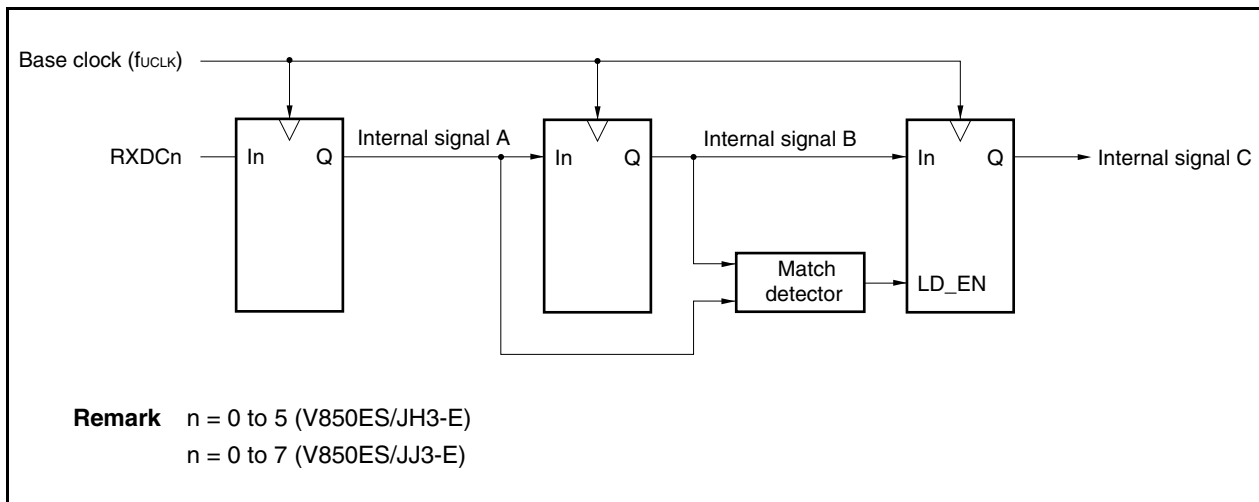 Base clock (fUCLK)
RXDCn
In
Q
Internal signal A
In
Q
Internal signal B
In
Q
Internal signal C
Match
detector
LD_EN
Remark n = 0 to 5 (V850ES/JH3-E)
n = 0 to 7 (V850ES/JJ3-E)